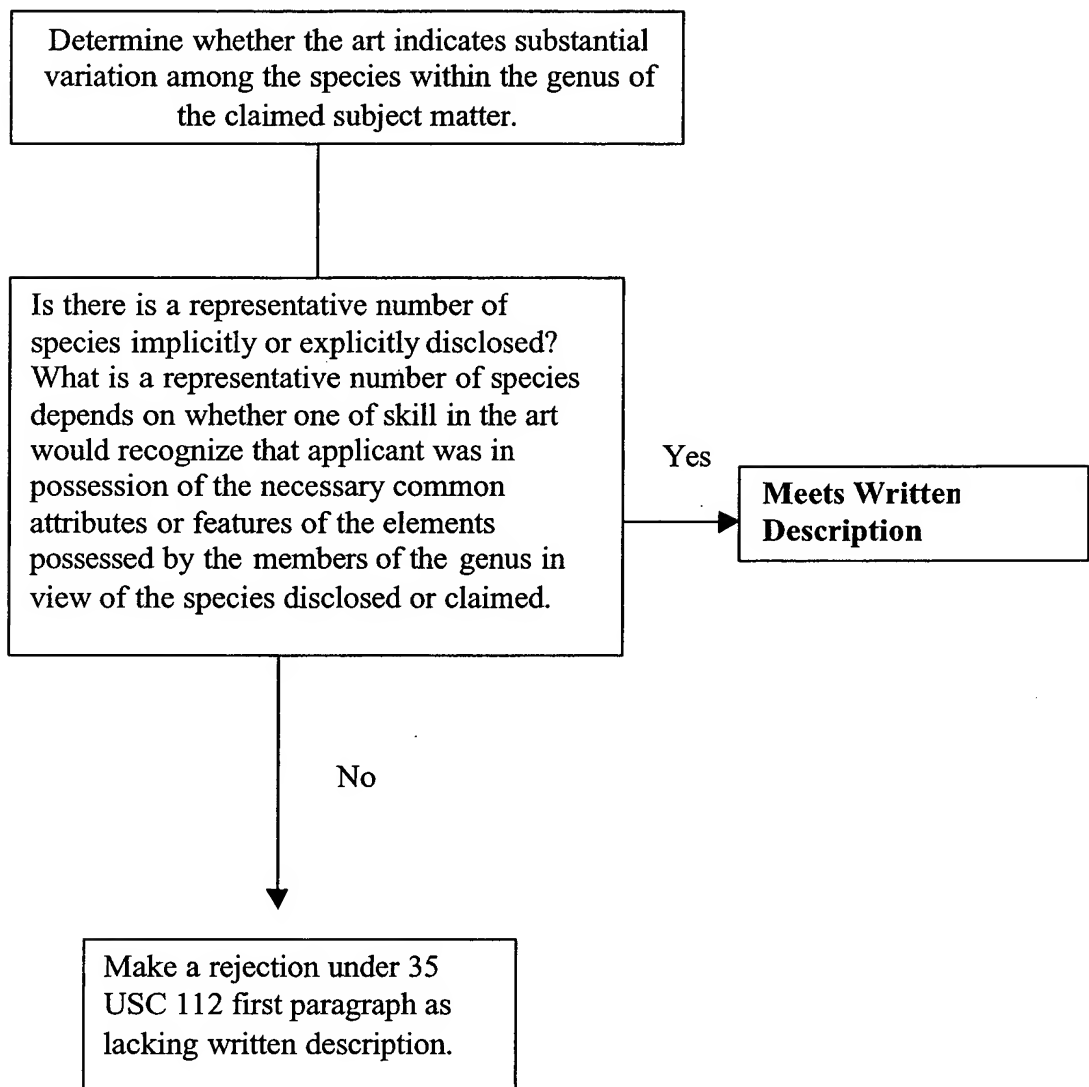 Determine whether the art indicates substantial
variation among the species within the genus of
the claimed subject matter.
Is there is a representative number of
species implicitly or explicitly disclosed?
What is a representative number of species
depends on whether one of skill in the art
would recognize that applicant was in
possession of the necessary common
attributes or features of the elements
possessed by the members of the genus in
view of the species disclosed or claimed.
Yes
Meets Written
Description
No
Make a rejection under 35
USC 112 first paragraph as
lacking written description.